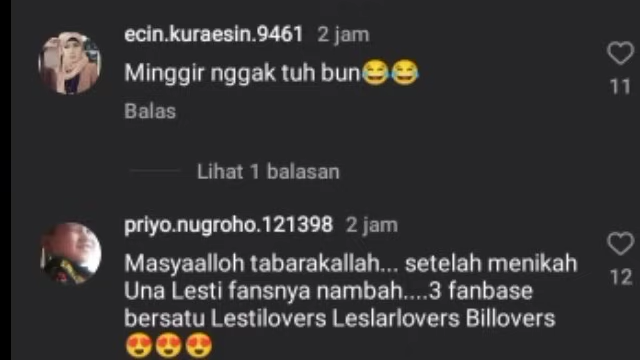 ecin.kuraesin.9461 2 jam
Minggir nggak tuh bun😂😂
11
Balas
Lihat 1 balasan
priyo.nugroho.121398 2 jam
Masyaalloh tabarakallah... setelah menikah
12
Una Lesti fansnya nambah....3 fanbase
bersatu Lestilovers Leslarlovers Billovers
😍😍😍